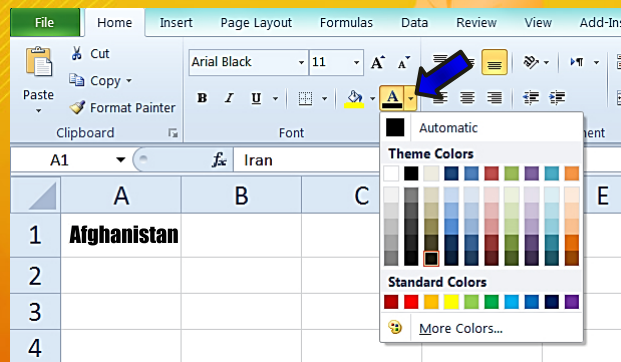 File Home Insert Page Layout Formulas Data Review View Add-Ins
Cut
Arial Black 11 A A
Copy
Paste
Format Painter
B I U A
Clipboard Font
Automatic
A1 fx Iran
Theme Colors
A B C E
1 Afghanistan
2
Standard Colors
3
More Colors...
4